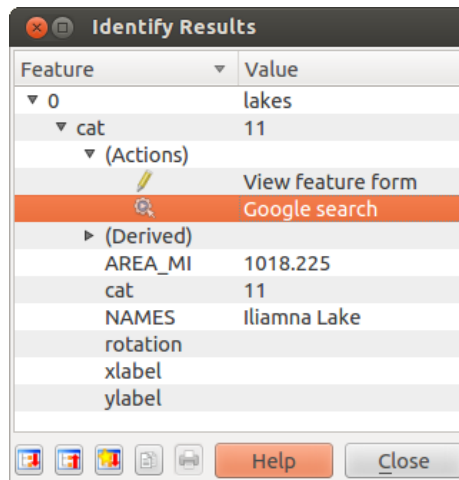 Identify Results
Feature Value
0 lakes
cat 11
(Actions)
View feature form
Google search
(Derived)
AREA_MI 1018.225
cat 11
NAMES Iliamna Lake
rotation
xlabel
ylabel
Help Close